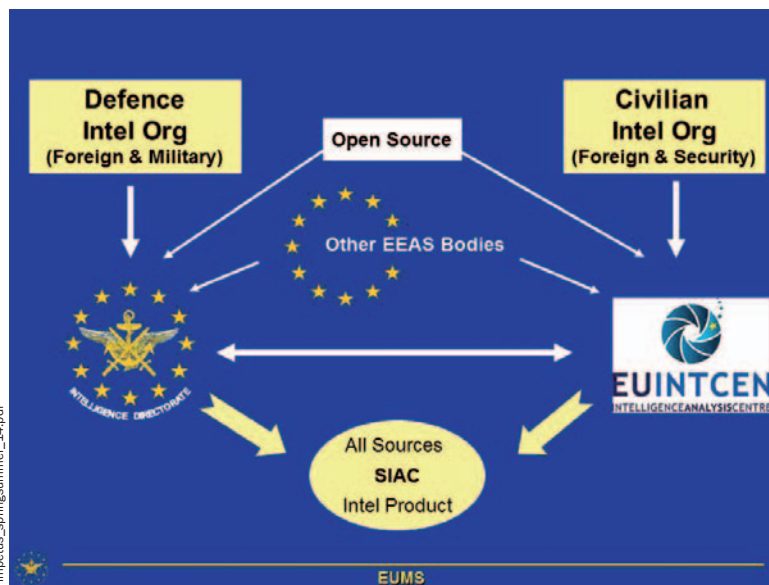 Defence
Intel Org
(Foreign & Military)
Open Source
Civilian
Intel Org
(Foreign & Security)
Other EEAS Bodies
INTELLIGENCE DIRECTORATE
EUINTCEN
INTELLIGENCEANALYSISCENTRE
All Sources
SIAC
Intel Product
EUMS